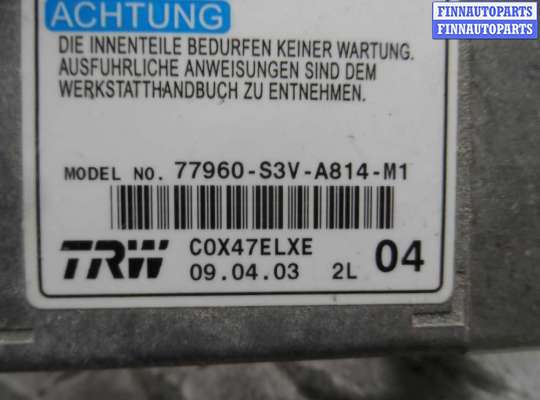 ACHTUNG
DIE INNENTEILE BEDURFEN KEINER WARTUNG.
AUSFUHRLICHE ANWEISUNGEN SIND DEM
WERKSTATTHANDBUCH ZU ENTNEHMEN.
MODEL NO. 77960-S3V-A814-M1
TRW
C0X47ELXE
09.04.03 2L
04
FINNAUTOPARTS
FINNAUTOPARTS